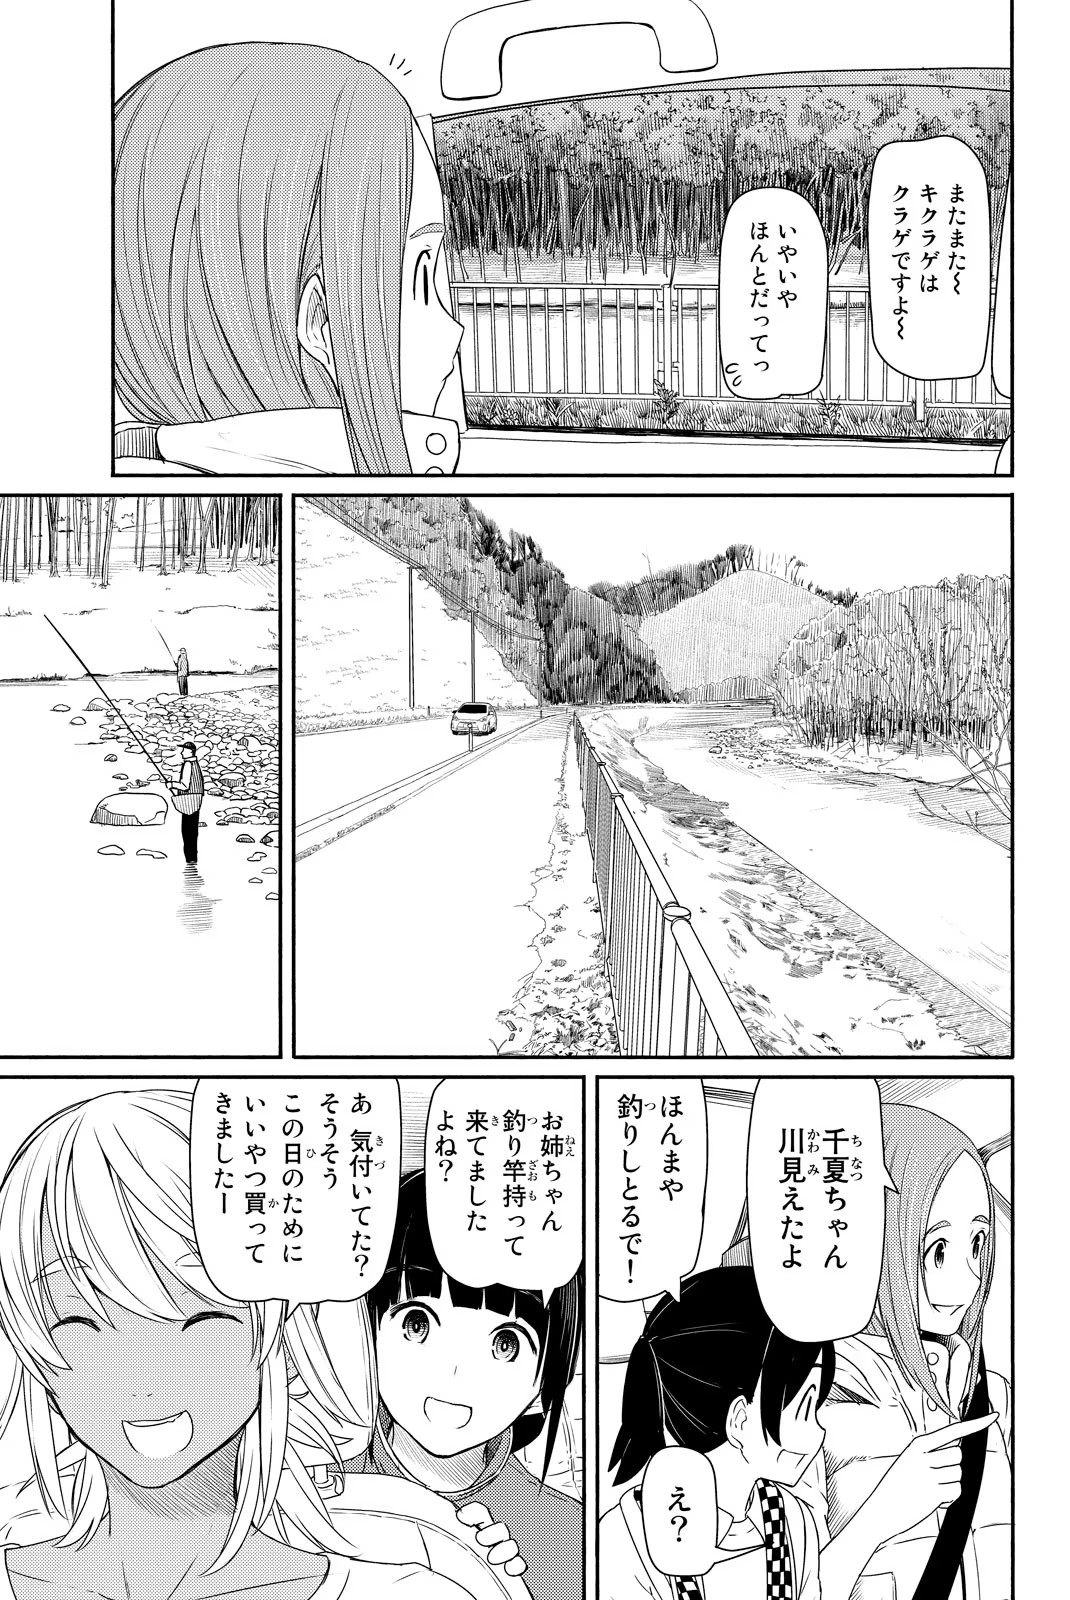 またまた〜
キクラゲは
クラゲですよ〜
いやいや
ほんとだってっ
千夏ちゃん
川見えたよ
え?
ほんまや
釣りしとるで!
お姉ちゃん
釣り竿持って
来てました
よね?
あ 気付いてた?
そうそう
この日のために
いいやつ買って
きましたー